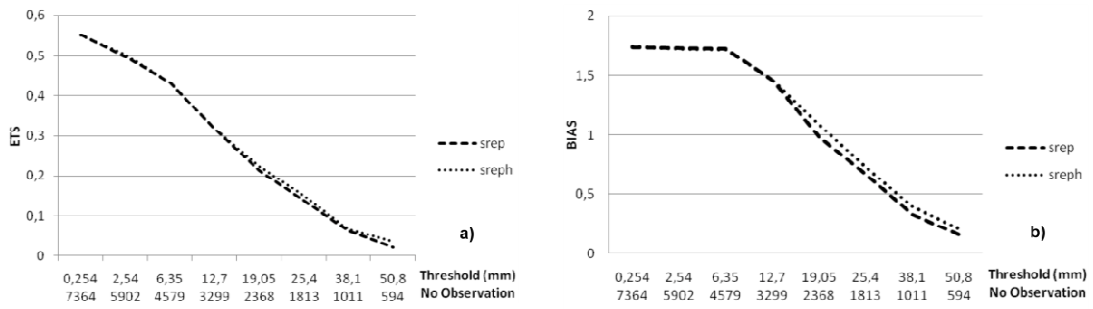 0,6
0,5
0,4
0,3
0,2
0,1
0
ETS
srep
sreph
a)
0,254 2,54 6,35 12,7 19,05 25,4 38,1 50,8 Threshold (mm)
7364 5902 4579 3299 2368 1813 1011 594 No Observation
2
1,5
1
0,5
0
BIAS
srep
sreph
b)
0,254 2,54 6,35 12,7 19,05 25,4 38,1 50,8 Threshold (mm)
7364 5902 4579 3299 2368 1813 1011 594 No Observation